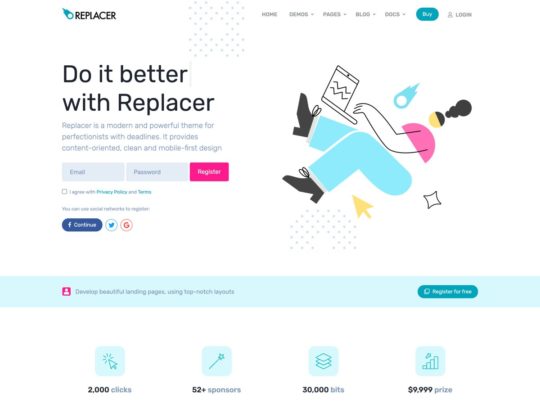 REPLACER
HOME DEMOS PAGES BLOG DOCS Buy LOGIN
Do it better
with Replacer
Replacer is a modern and powerful theme for
perfectionists with deadlines. It provides
content-oriented, clean and mobile-first design
Email Password Register
I agree with Privacy Policy and Terms
You can use social networks to register:
f Continue G
Develop beautiful landing pages, using top-notch layouts Register for free
2,000 clicks 52+ sponsors 30,000 bits $9,999 prize